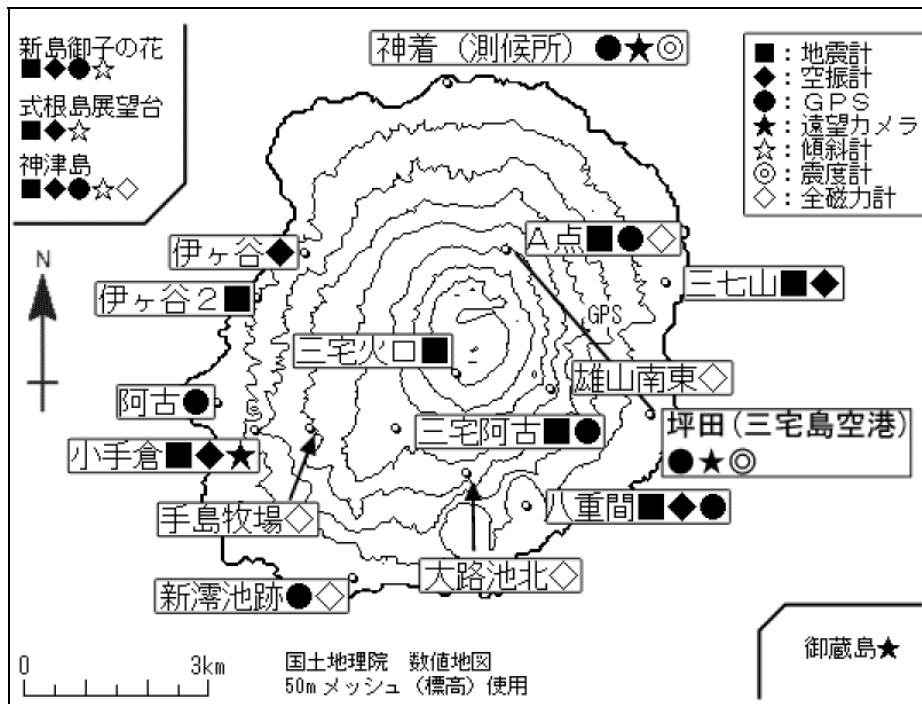 新島御子の花
■◆●☆
式根島展望台
■◆☆
神津島
■◆●☆◇
神着（測候所）●★◎
■：地震計
◆：空振計
●：ＧＰＳ
★：遠望カメラ
☆：傾斜計
◎：震度計
◇：全磁力計
N
伊ヶ谷◆
Ａ点■●◇
伊ヶ谷２■
三七山■◆
GPS
三宅火口■
雄山南東◇
阿古●
三宅阿古■●
坪田（三宅島空港）
●★◎
小手倉■◆★
手島牧場◇
八重間■◆●
大路池北◇
新澪池跡●◇
0 3km
国土地理院 数値地図
50mメッシュ（標高）使用
御蔵島★